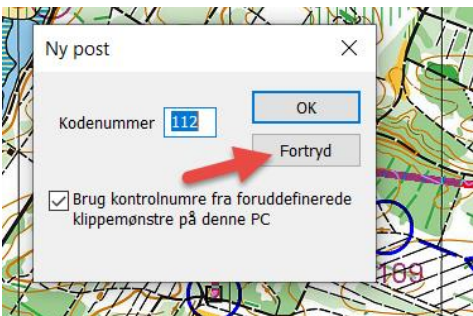 Ny post
Kodenummer 112
OK
Fortryd
Brug kontrolnumre fra foruddefinerede
klippemønstre på denne PC
109